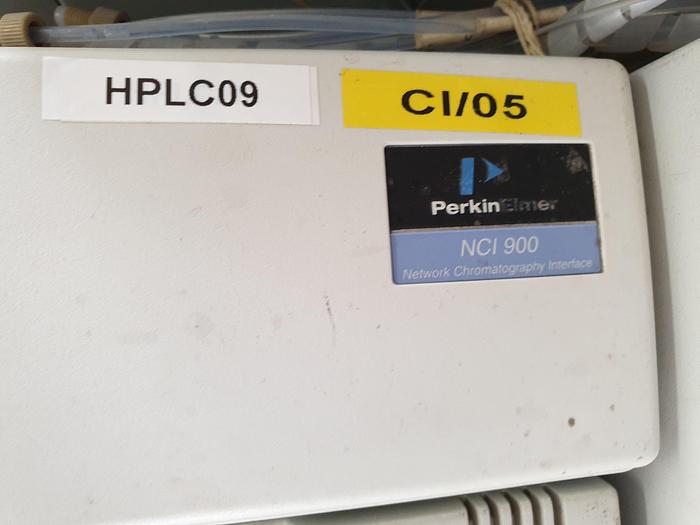 HPLC09
CI/05
PerkinElmer
NCI 900
Network Chromatography Interface